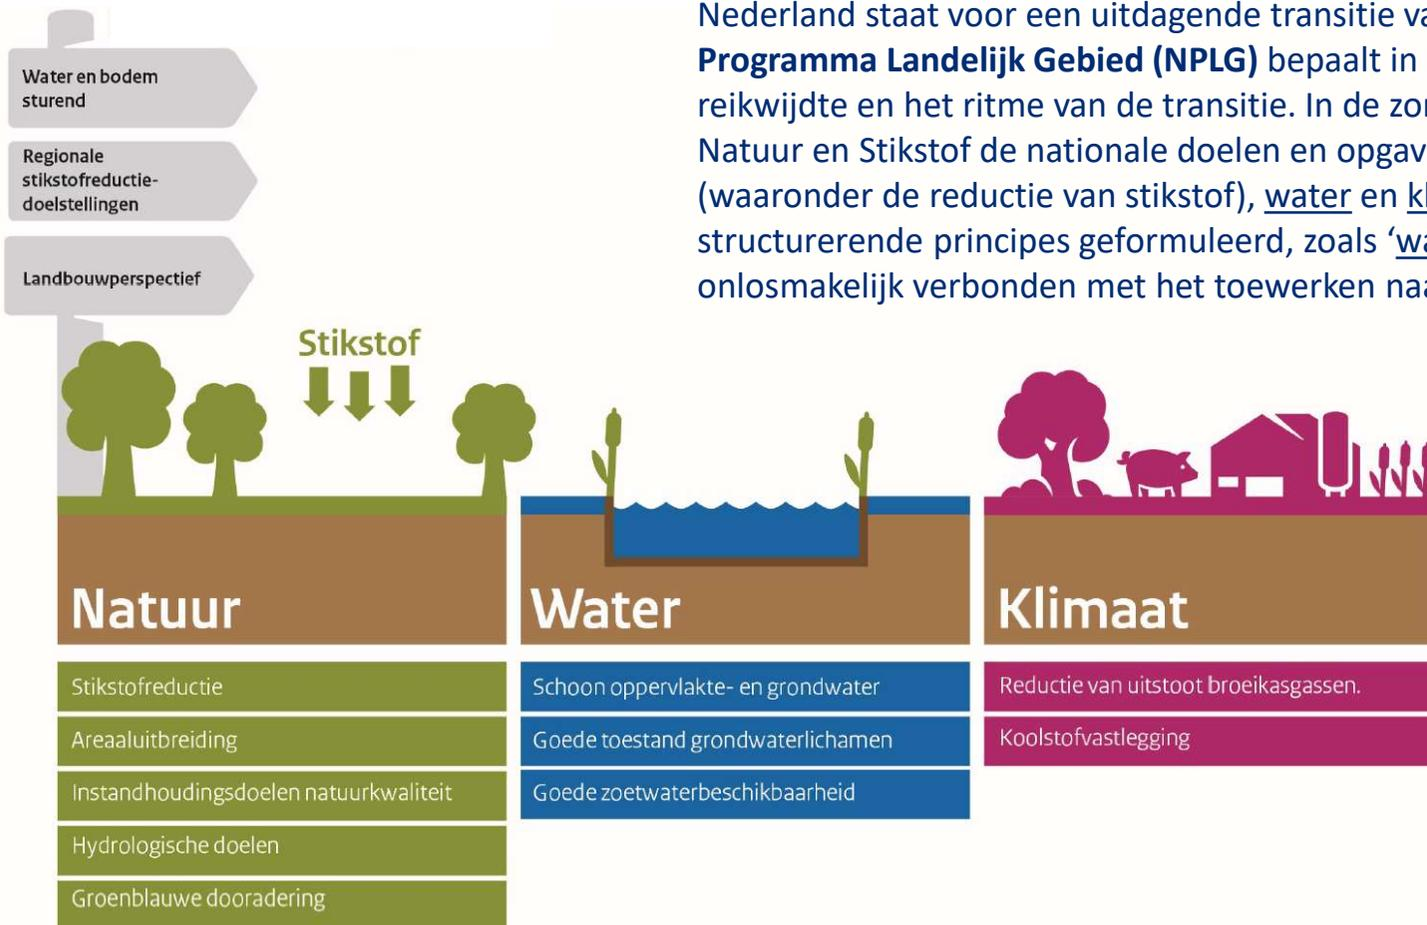 Water en bodem
sturend
Regionale
stikstofreductie-
doelstellingen
Landbouwperspectief
Nederland staat voor een uitdagende transitie
Programma Landelijk Gebied (NPLG) bepaalt in
reikwijdte en het ritme van de transitie. In de
Natuur en Stikstof de nationale doelen en
(waaronder de reductie van stikstof), water en
structurerende principes geformuleerd, zoals
onlosmakelijk verbonden met het toewerken
Stikstof
Natuur
Stikstofreductie
Areaaluitbreiding
Instandhoudingsdoelen natuurkwaliteit
Hydrologische doelen
Groenblauwe dooradering
Water
Schoon oppervlakte- en grondwater
Goede toestand grondwaterlichamen
Goede zoetwaterbeschikbaarheid
Klimaat
Reductie van uitstoot broeikasgassen.
Koolstofvastlegging